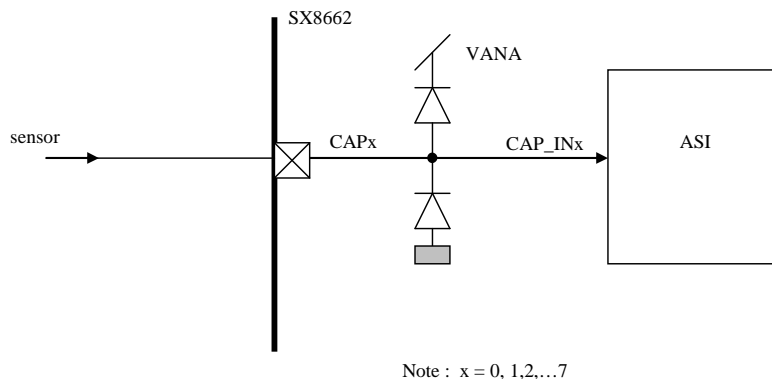 SX8662
VANA
sensor
CAPx
CAP_INx
ASI
Note : x = 0, 1,2,…7